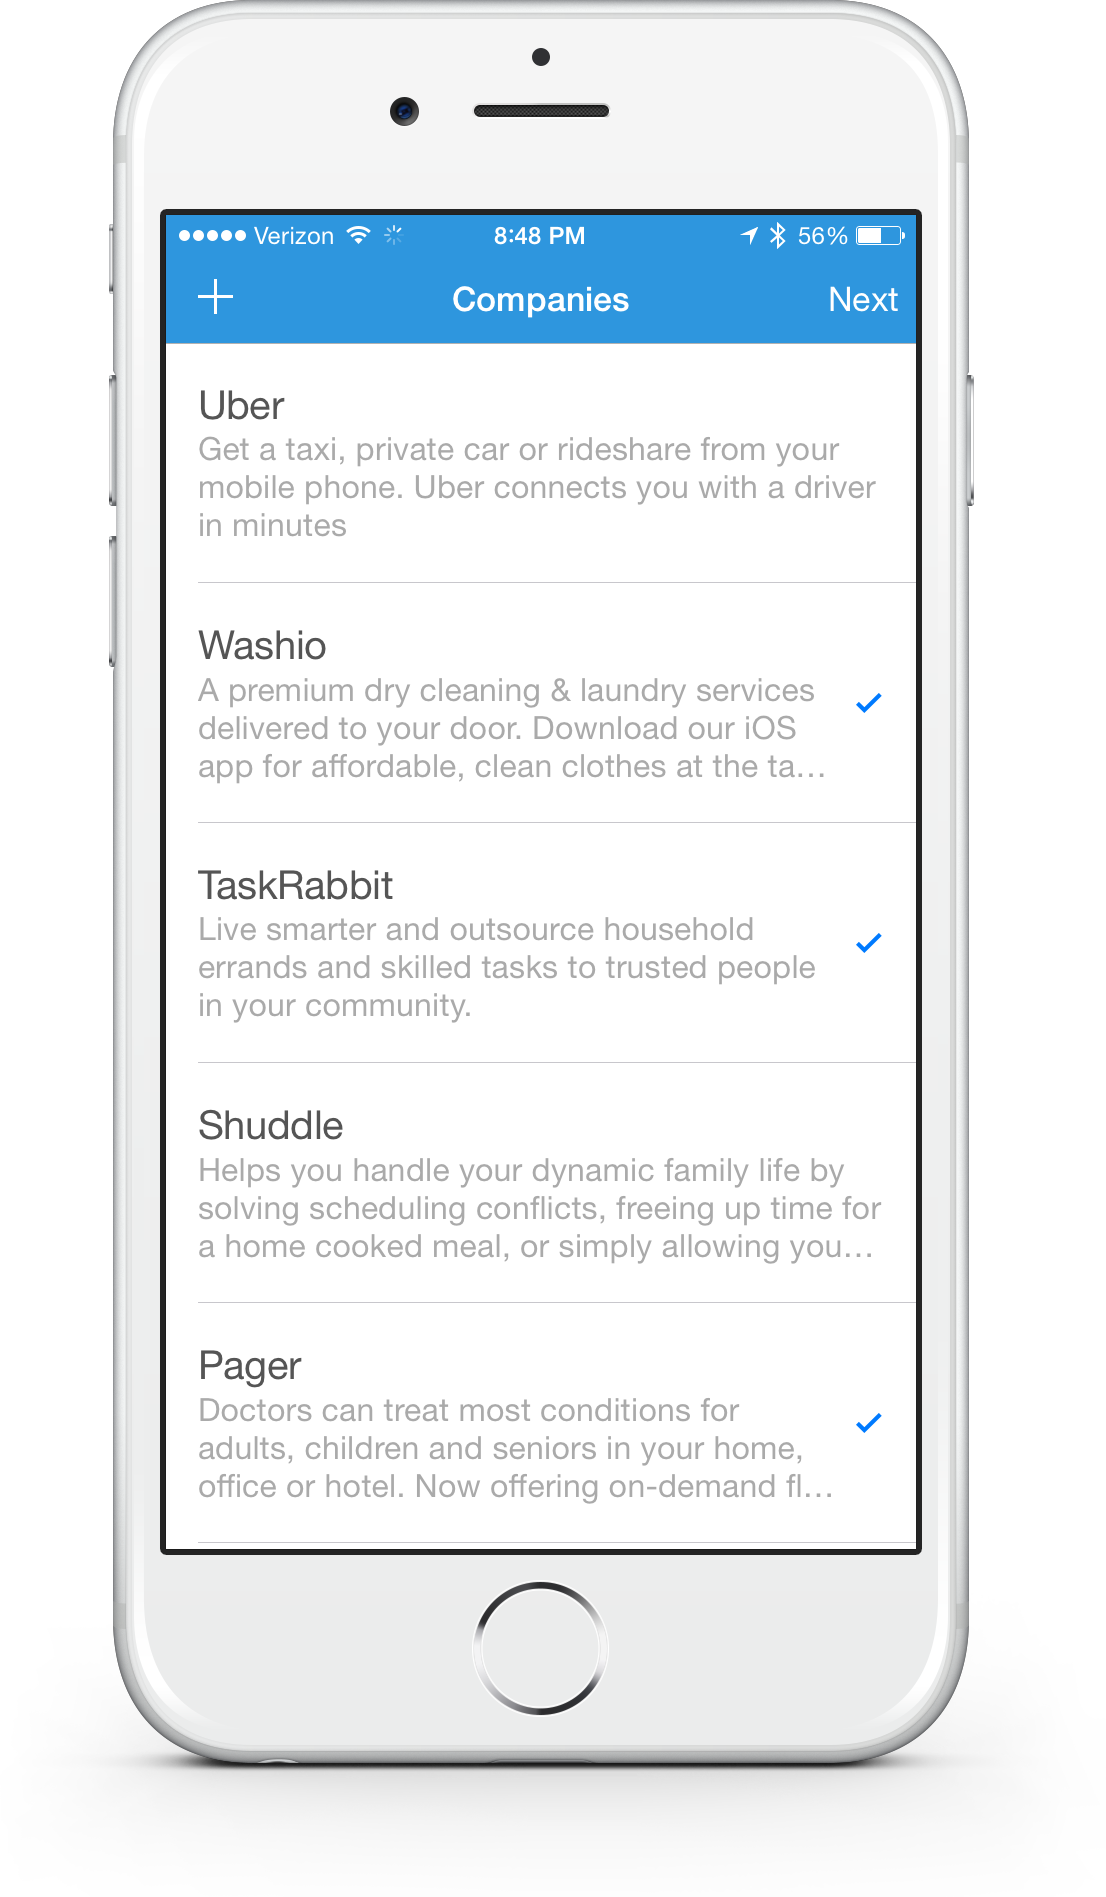 Verizon 8:48 PM 56%
Companies Next
Uber
Get a taxi, private car or rideshare from your
mobile phone. Uber connects you with a driver
in minutes
Washio
A premium dry cleaning & laundry services
delivered to your door. Download our iOS
app for affordable, clean clothes at the ta…
TaskRabbit
Live smarter and outsource household
errands and skilled tasks to trusted people
in your community.
Shuddle
Helps you handle your dynamic family life by
solving scheduling conflicts, freeing up time for
a home cooked meal, or simply allowing you…
Pager
Doctors can treat most conditions for
adults, children and seniors in your home,
office or hotel. Now offering on-demand fl…